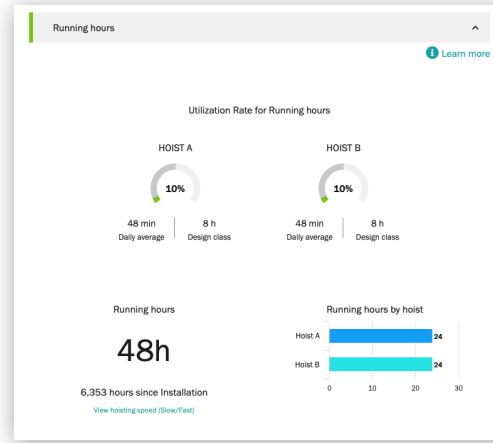 Running hours
Learn more
Utilization Rate for Running hours
HOIST A
HOIST B
10%
10%
48 min
8 h
48 min
8 h
Daily average
Design class
Daily average
Design class
Running hours
Running hours by hoist
48h
Hoist A
24
Hoist B
24
0 10 20 30
6,353 hours since Installation
View hoisting speed (Slow/Fast)